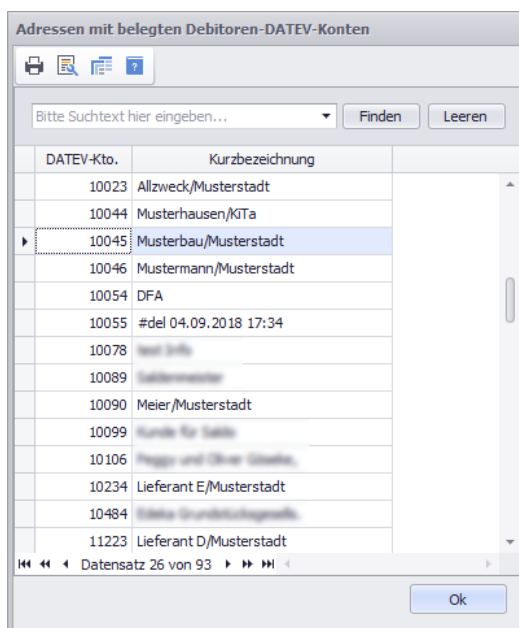 Adressen mit belegten Debitoren-DATEV-Konten
Bitte Suchtext hier eingeben... Finden Leeren
DATEV-Kto. Kurzbezeichnung
10023 Allzweck/Musterstadt
10044 Musterhausen/KiTa
10045 Musterbau/Musterstadt
10046 Mustermann/Musterstadt
10054 DFA
10055 #del 04.09.2018 17:34
10078
10089
10090 Meier/Musterstadt
10099
10106
10234 Lieferant E/Musterstadt
10484
11223 Lieferant D/Musterstadt
Datensatz 26 von 93
Ok